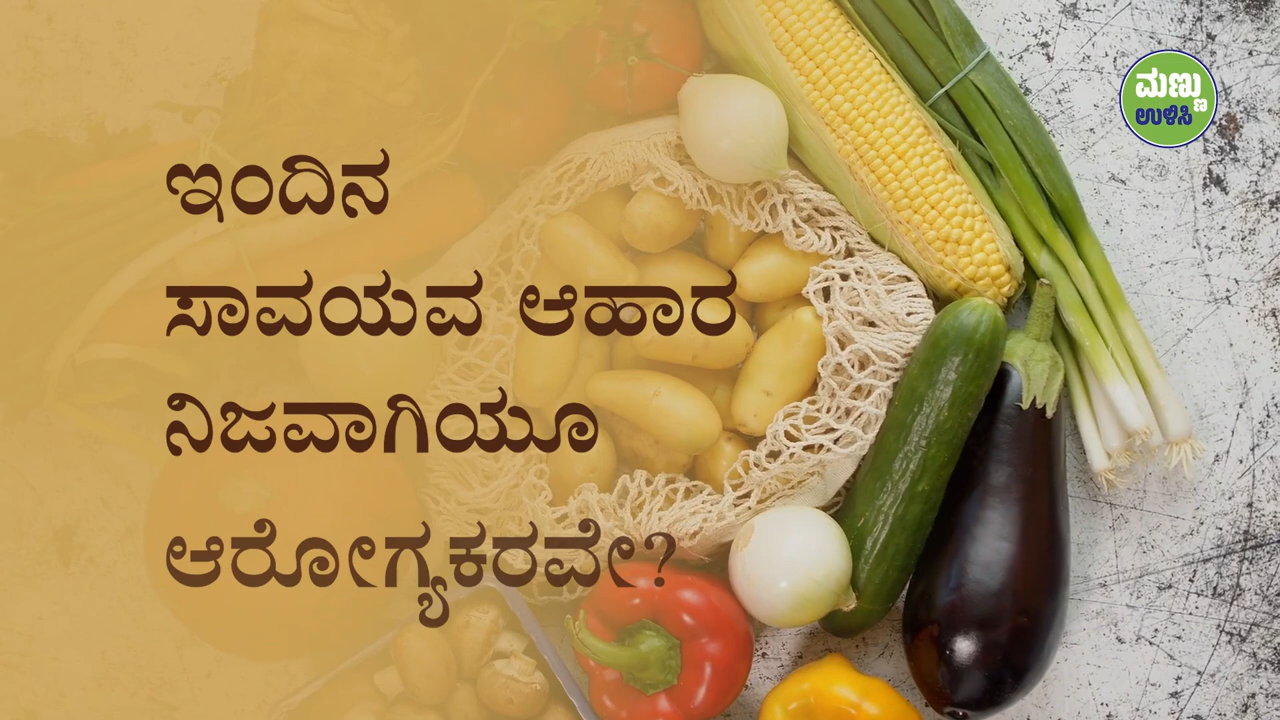 ಮಣ್ಣು
ಉಳಿಸಿ
ಇಂದಿನ
ಸಾವಯವ ಆಹಾರ
ನಿಜವಾಗಿಯೂ
ಆರೋಗ್ಯಕರವೇ?